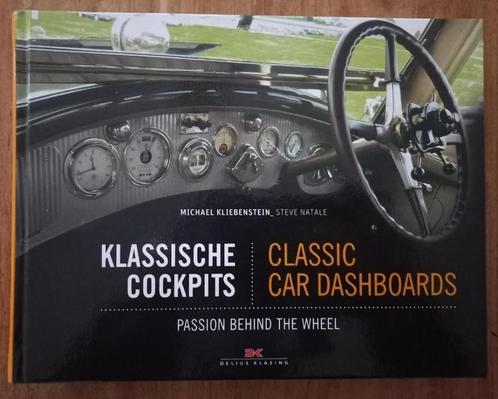 MICHAEL KLIEBENSTEIN_ STEVE NATALE
KLASSISCHE
COCKPITS
CLASSIC
CAR DASHBOARDS
PASSION BEHIND THE WHEEL
DELIUS KLASING